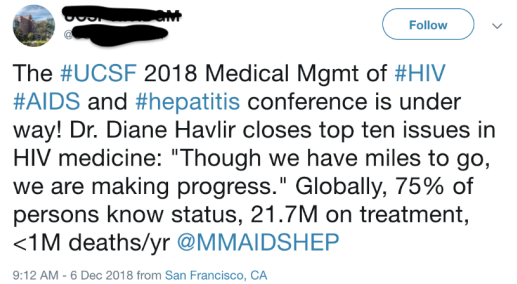 Follow
The #UCSF 2018 Medical Mgmt of #HIV
#AIDS and #hepatitis conference is under
way! Dr. Diane Havlir closes top ten issues in
HIV medicine: "Though we have miles to go,
we are making progress." Globally, 75% of
persons know status, 21.7M on treatment,
<1M deaths/yr @MMAIDSHEP
9:12 AM - 6 Dec 2018 from San Francisco, CA